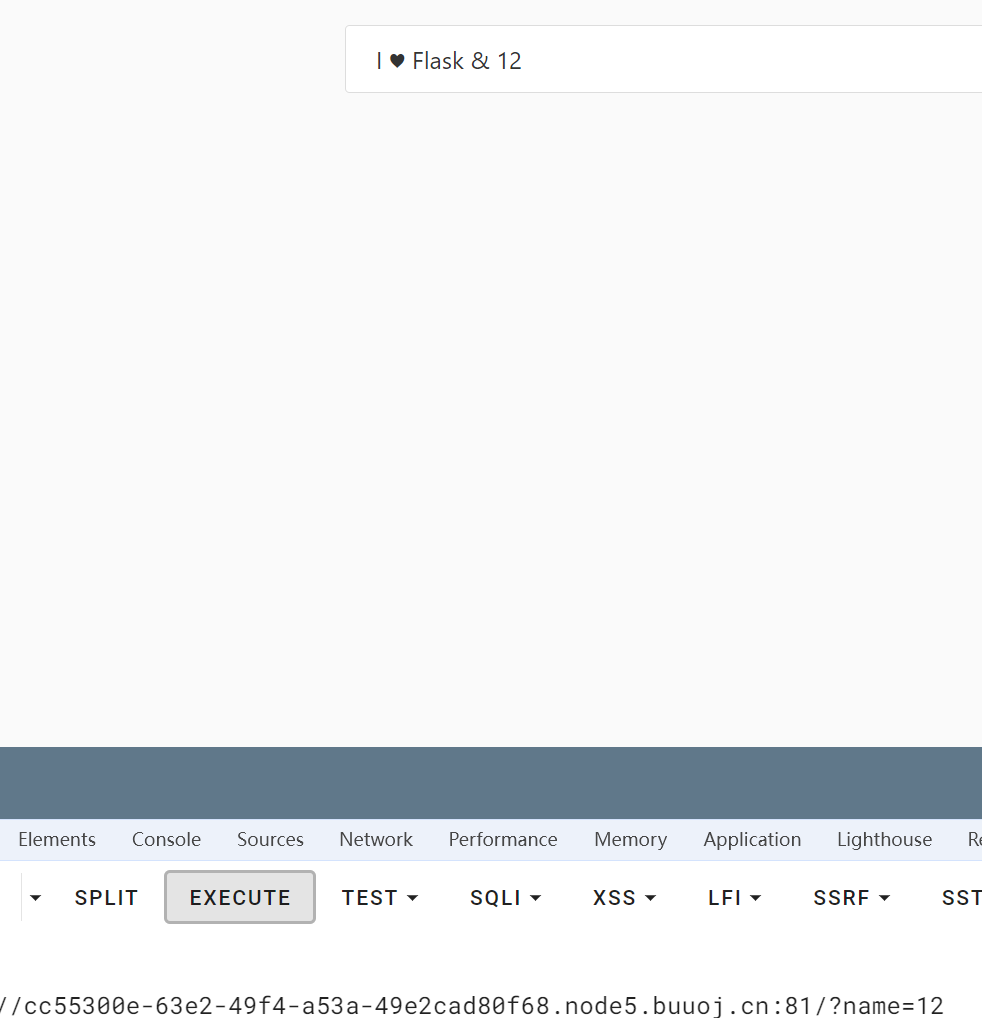 I ♥ Flask & 12
Elements Console Sources Network Performance Memory Application Lighthouse
SPLIT EXECUTE TEST SQLI XSS LFI SSRF SST
//cc55300e-63e2-49f4-a53a-49e2cad80f68.node5.buuoj.cn:81/?name=12